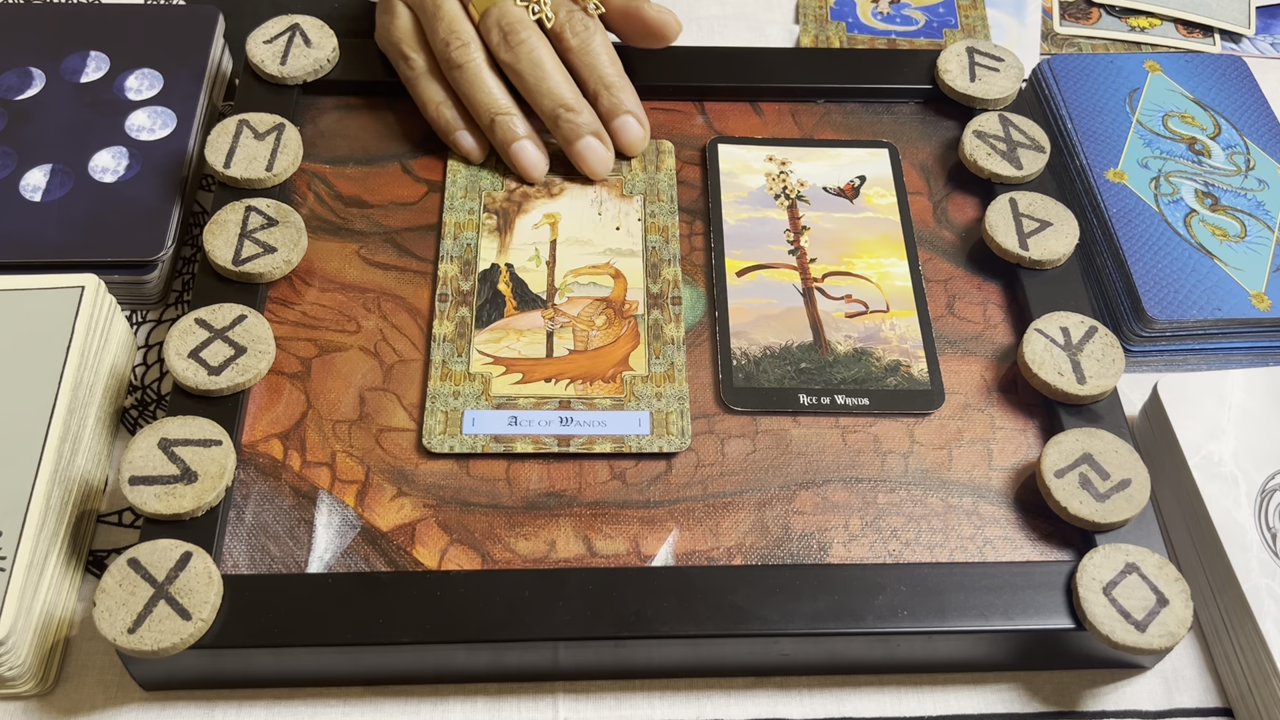 ᛏ
ᛖ
ᛒ
ᛟ
ᛊ
ᚷ
I ACE OF WANDS I
ACE OF WANDS
ᚨ
ᛞ
ᚦ
ᛉ
ᛃ
ᛜ